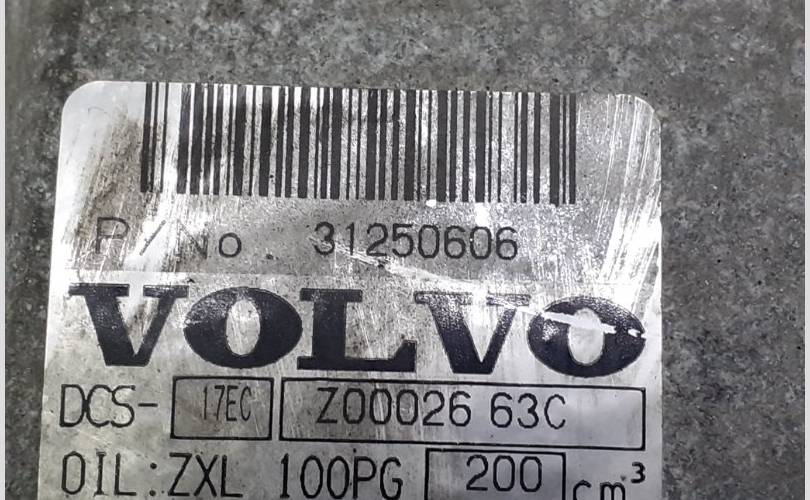 P/No 31250606
VOLVO
DCS- 17EC Z00026 63C
OIL:ZXL 100PG 200 cm³